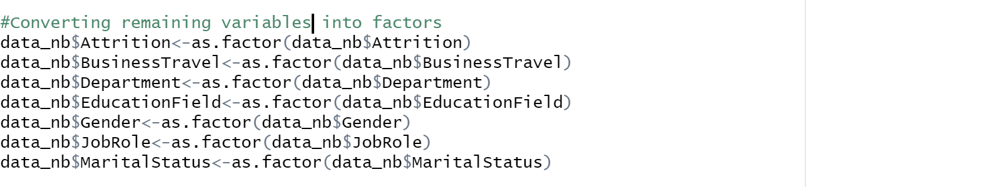 #Converting remaining variables into factors
data_nb$Attrition<-as.factor(data_nb$Attrition)
data_nb$BusinessTravel<-as.factor(data_nb$BusinessTravel)
data_nb$Department<-as.factor(data_nb$Department)
data_nb$EducationField<-as.factor(data_nb$EducationField)
data_nb$Gender<-as.factor(data_nb$Gender)
data_nb$JobRole<-as.factor(data_nb$JobRole)
data_nb$MaritalStatus<-as.factor(data_nb$MaritalStatus)